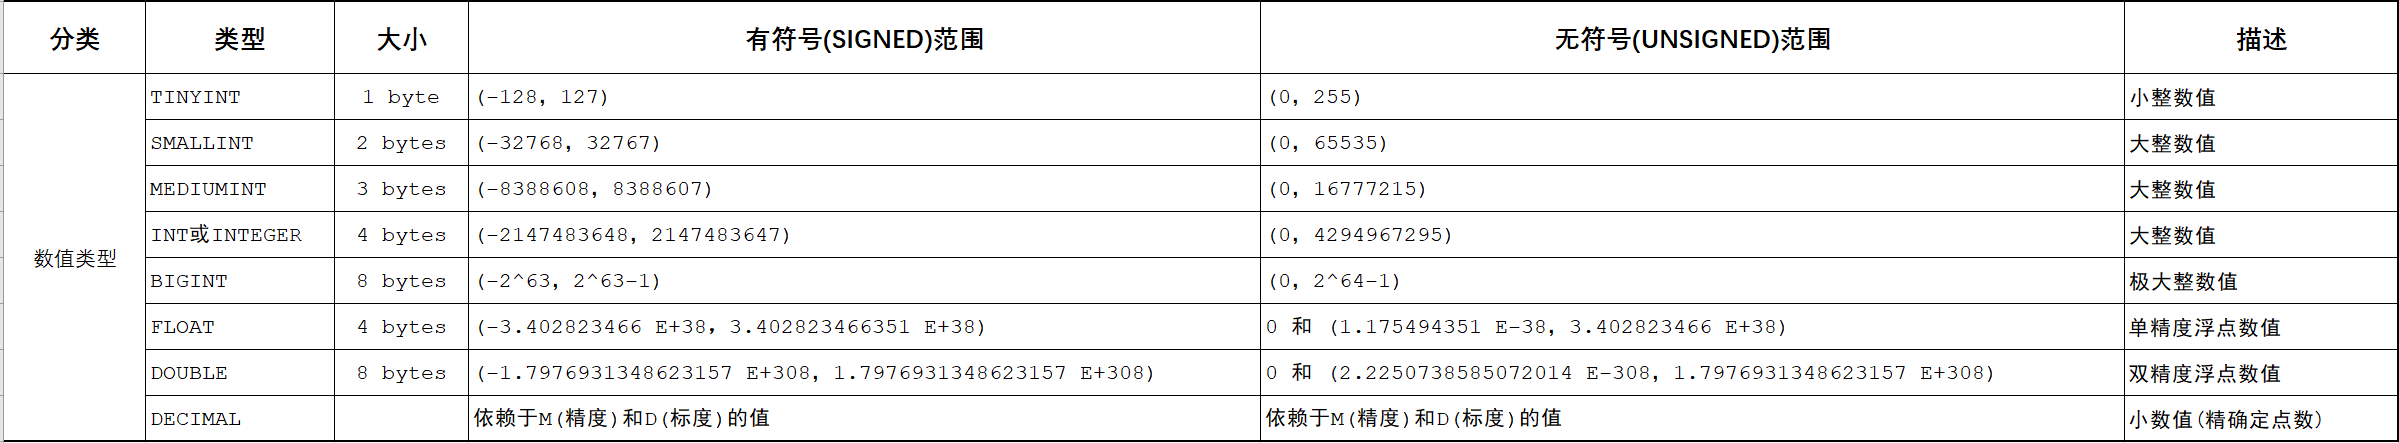 分类 类型 大小 有符号(SIGNED)范围 无符号(UNSIGNED)范围 描述
数值类型
TINYINT 1 byte (-128，127) (0，255) 小整数值
SMALLINT 2 bytes (-32768，32767) (0，65535) 大整数值
MEDIUMINT 3 bytes (-8388608，8388607) (0，16777215) 大整数值
INT或INTEGER 4 bytes (-2147483648，2147483647) (0，4294967295) 大整数值
BIGINT 8 bytes (-2^63，2^63-1) (0，2^64-1) 极大整数值
FLOAT 4 bytes (-3.402823466 E+38，3.402823466351 E+38) 0 和 (1.175494351 E-38，3.402823466 E+38) 单精度浮点数值
DOUBLE 8 bytes (-1.7976931348623157 E+308，1.7976931348623157 E+308) 0 和 (2.2250738585072014 E-308，1.7976931348623157 E+308) 双精度浮点数值
DECIMAL 依赖于M(精度)和D(标度)的值 依赖于M(精度)和D(标度)的值 小数值(精确定点数)